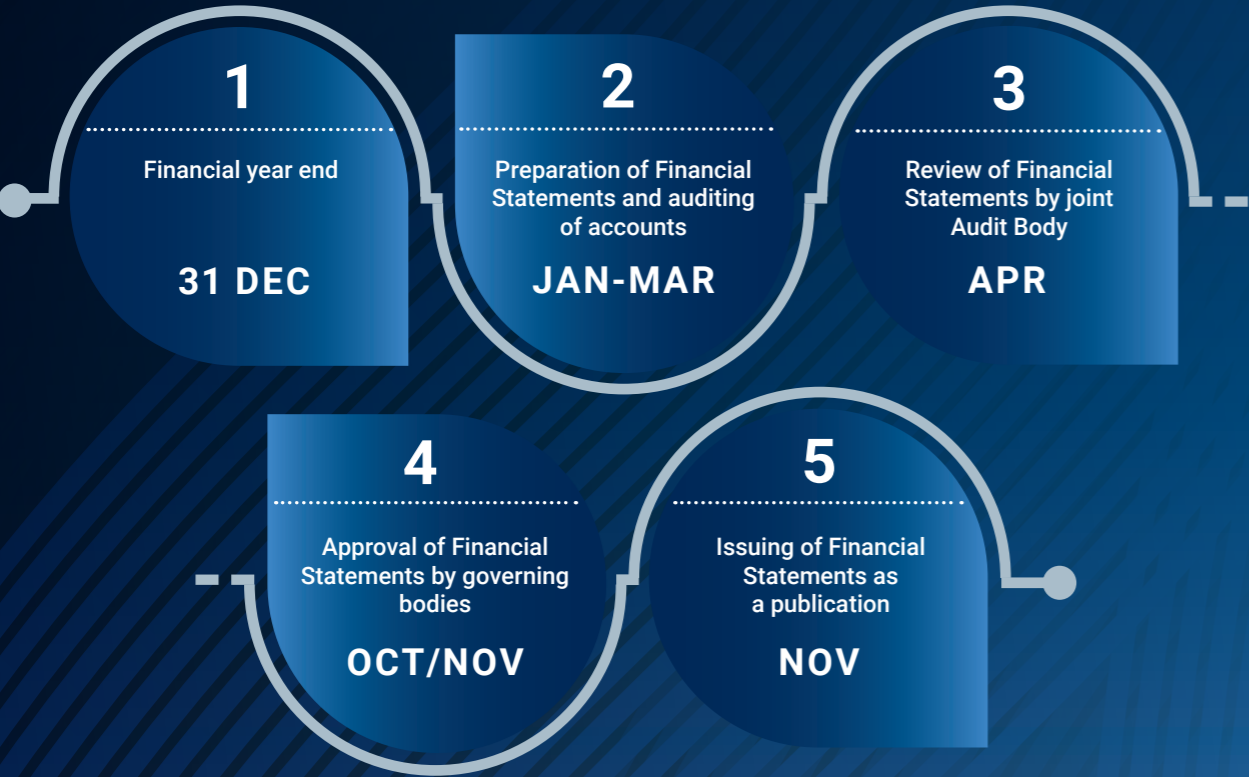 1
Financial year end
31 DEC
2
Preparation of Financial
Statements and auditing
of accounts
JAN-MAR
3
Review of Financial
Statements by joint
Audit Body
APR
4
Approval of Financial
Statements by governing
bodies
OCT/NOV
5
Issuing of Financial
Statements as
a publication
NOV